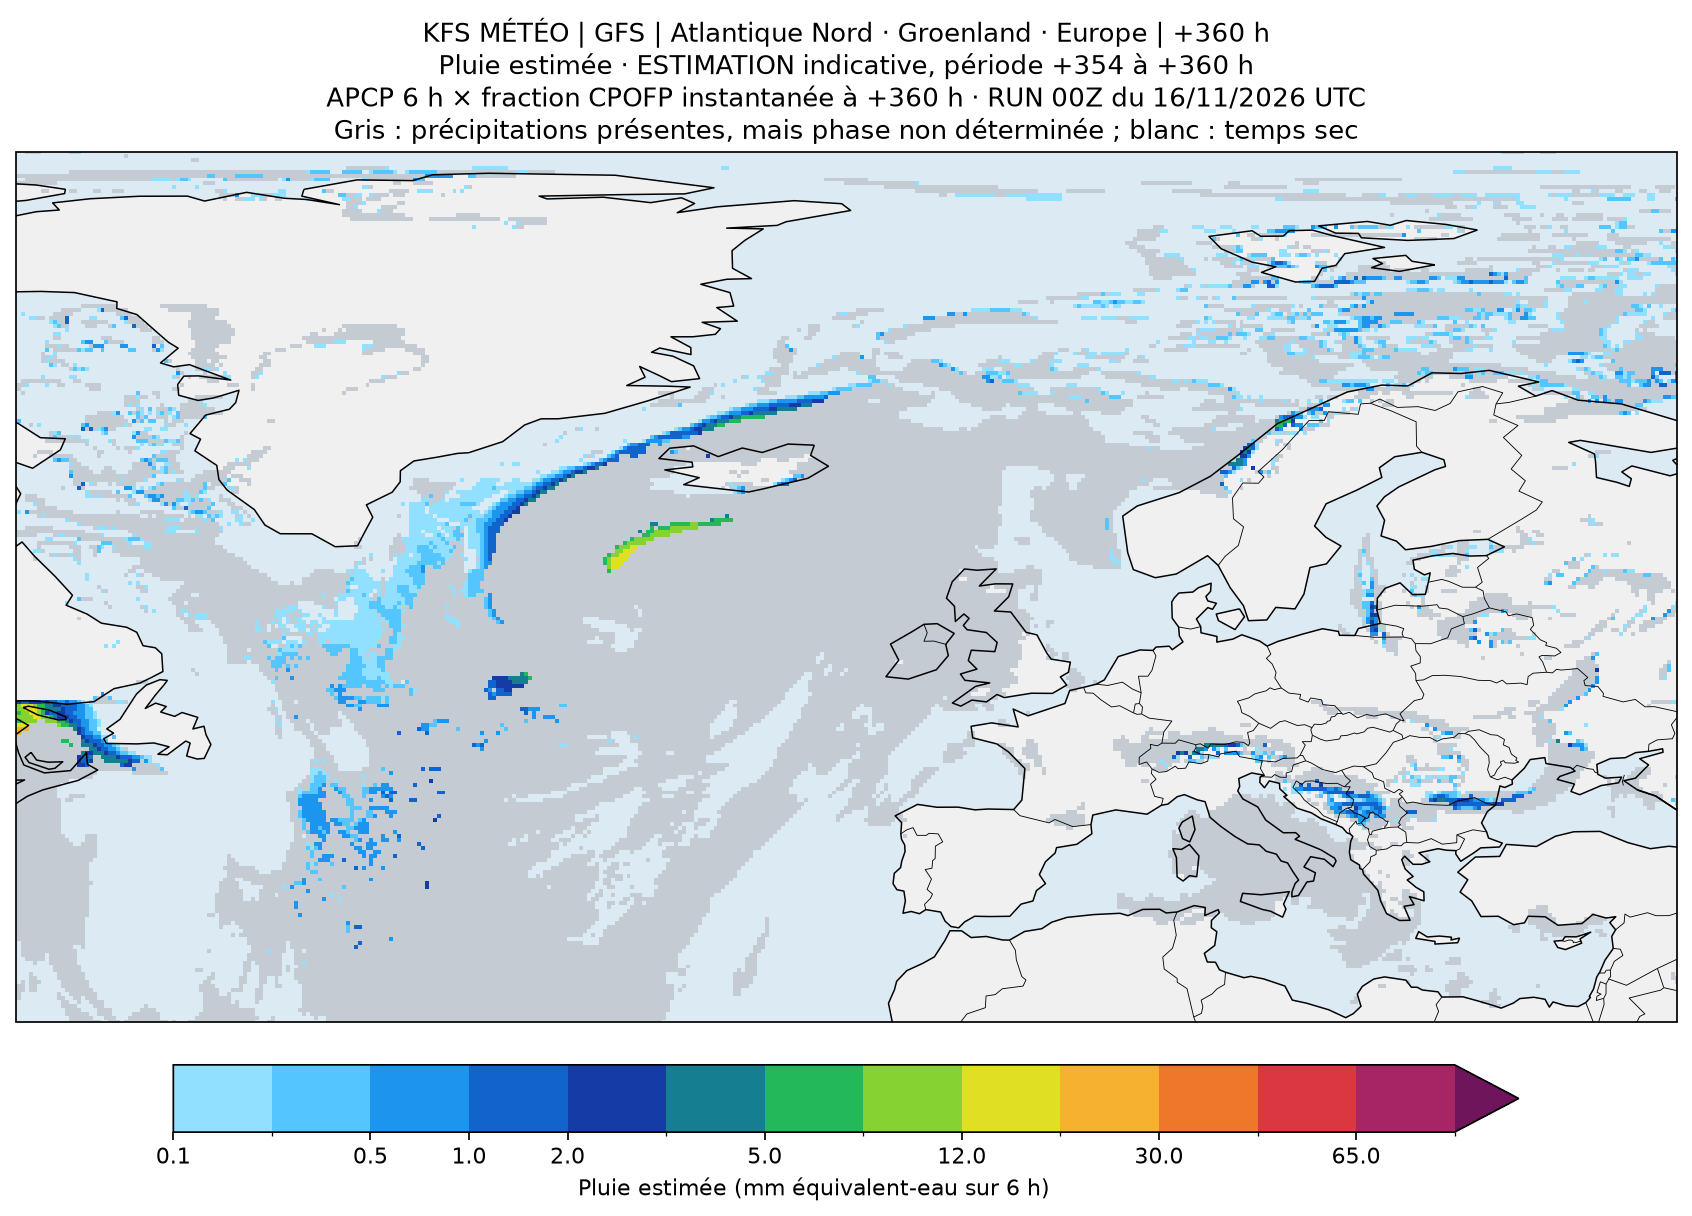 KFS MÉTÉO | GFS | Atlantique Nord · Groenland · Europe | +360 h
Pluie estimée · ESTIMATION indicative, période +354 à +360 h
APCP 6 h × fraction CPOFP instantanée à +360 h · RUN 00Z du 16/11/2026 UTC
Gris : précipitations présentes, mais phase non déterminée ; blanc : temps sec
0.1 0.5 1.0 2.0 5.0 12.0 30.0 65.0
Pluie estimée (mm équivalent-eau sur 6 h)